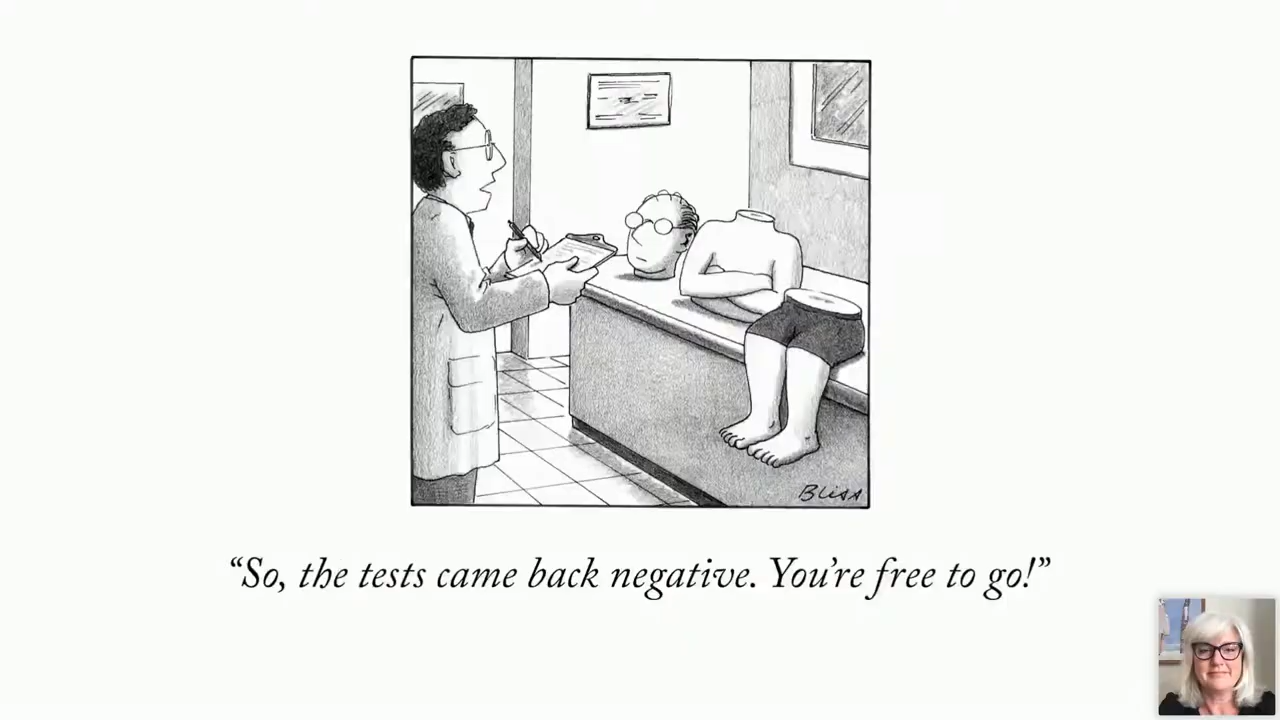 Bliss
“So, the tests came back negative. You’re free to go!”